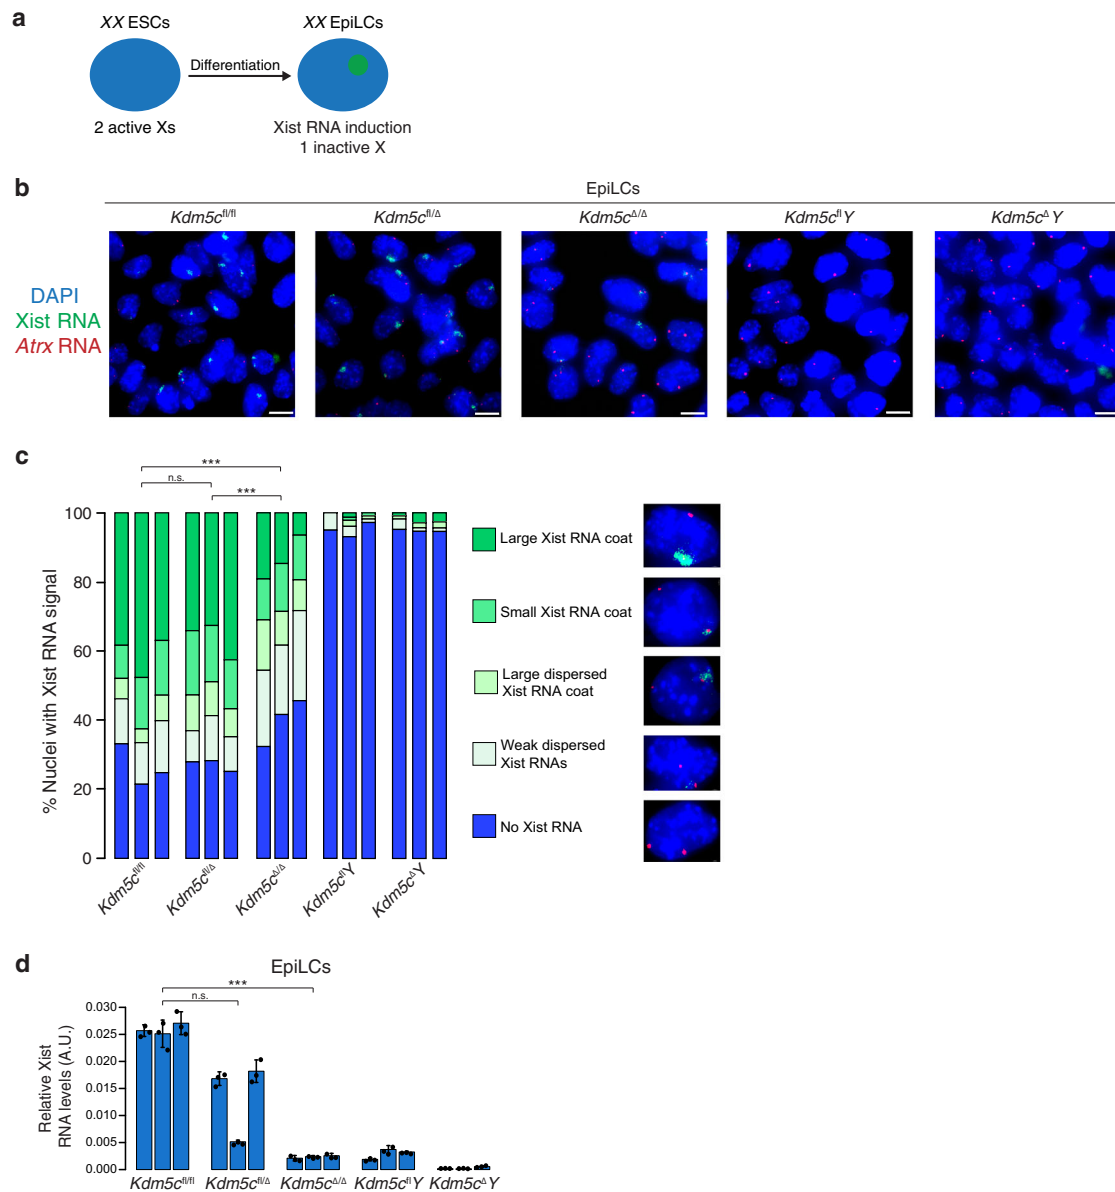 a
XX ESCs
XX EpiLCs
Differentiation
2 active Xs
Xist RNA induction
1 inactive X
b
EpiLCs
Kdm5c^fl/fl
Kdm5c^fl/Δ
Kdm5c^Δ/Δ
Kdm5c^fl Y
Kdm5c^Δ Y
DAPI
Xist RNA
Atrx RNA
c
***
n.s.
***
% Nuclei with Xist RNA signal
100
80
60
40
20
0
Kdm5c^fl/fl
Kdm5c^fl/Δ
Kdm5c^Δ/Δ
Kdm5c^fl Y
Kdm5c^Δ Y
Large Xist RNA coat
Small Xist RNA coat
Large dispersed
Xist RNA coat
Weak dispersed
Xist RNAs
No Xist RNA
d
EpiLCs
***
n.s.
Relative Xist
RNA levels (A.U.)
0.030
0.025
0.020
0.015
0.010
0.005
0.000
Kdm5c^fl/fl
Kdm5c^fl/Δ
Kdm5c^Δ/Δ
Kdm5c^fl Y
Kdm5c^Δ Y